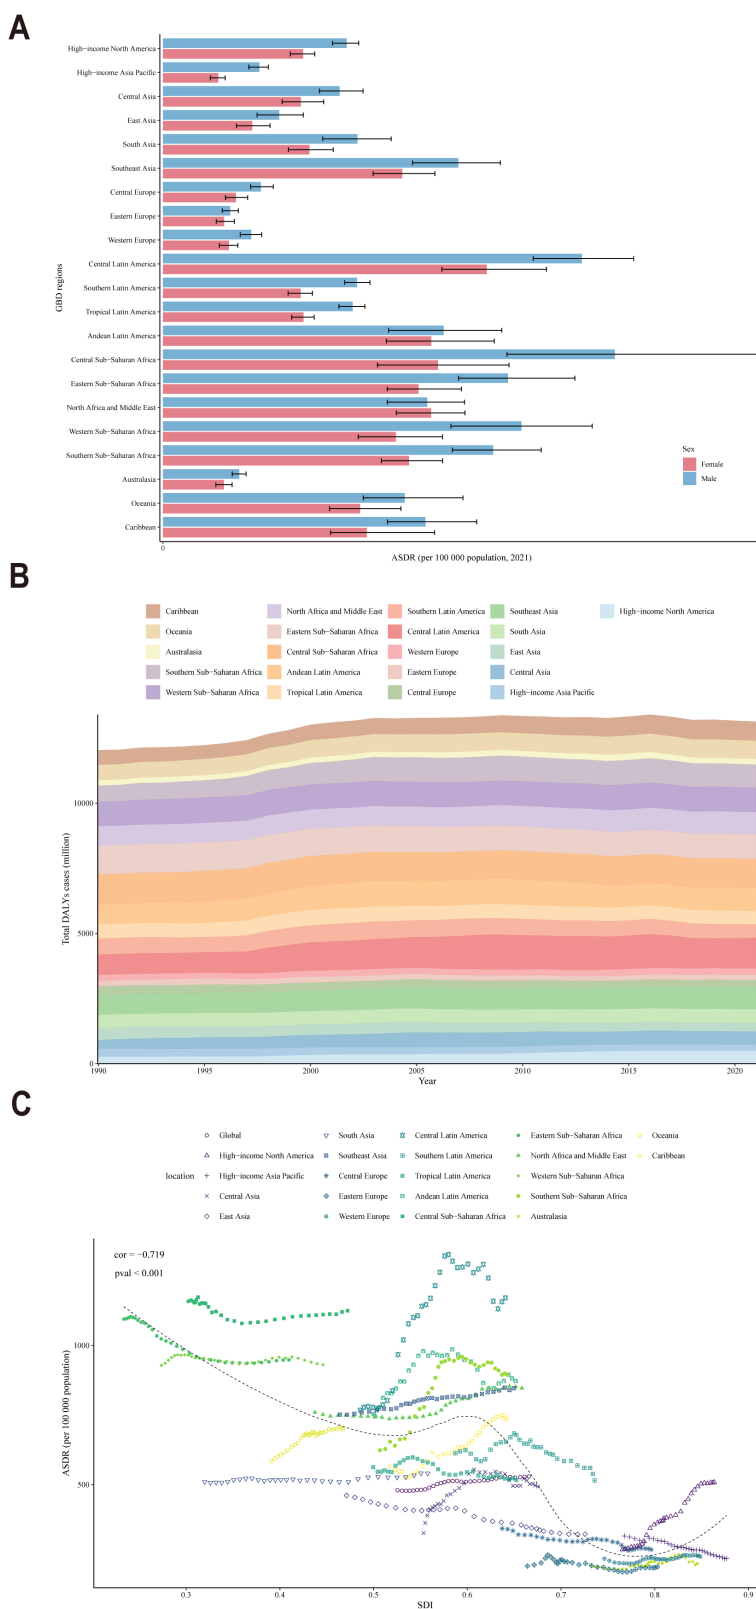 A
High−income North America
High−income Asia Pacific
Central Asia
East Asia
South Asia
Southeast Asia
Central Europe
Eastern Europe
Western Europe
Central Latin America
Southern Latin America
Tropical Latin America
Andean Latin America
Central Sub−Saharan Africa
Eastern Sub−Saharan Africa
North Africa and Middle East
Western Sub−Saharan Africa
Southern Sub−Saharan Africa
Australasia
Oceania
Caribbean
GBD regions
Sex
Female
Male
0
ASDR (per 100 000 population, 2021)
B
Caribbean North Africa and Middle East Southern Latin America Southeast Asia High−income North America
Oceania Eastern Sub−Saharan Africa Central Latin America South Asia
Australasia Central Sub−Saharan Africa Western Europe East Asia
Southern Sub−Saharan Africa Andean Latin America Eastern Europe Central Asia
Western Sub−Saharan Africa Tropical Latin America Central Europe High−income Asia Pacific
Total DALYs cases (million)
10000
5000
0
1990 1995 2000 2005 2010 2015 2020
Year
C
Global South Asia Central Latin America Eastern Sub−Saharan Africa Oceania
High−income North America Southeast Asia Southern Latin America North Africa and Middle East Caribbean
location High−income Asia Pacific Central Europe Tropical Latin America Western Sub−Saharan Africa
Central Asia Eastern Europe Andean Latin America Southern Sub−Saharan Africa
East Asia Western Europe Central Sub−Saharan Africa Australasia
cor = −0.719
pval < 0.001
ASDR (per 100 000 population)
1000
500
0.3 0.4 0.5 0.6 0.7 0.8 0.9
SDI